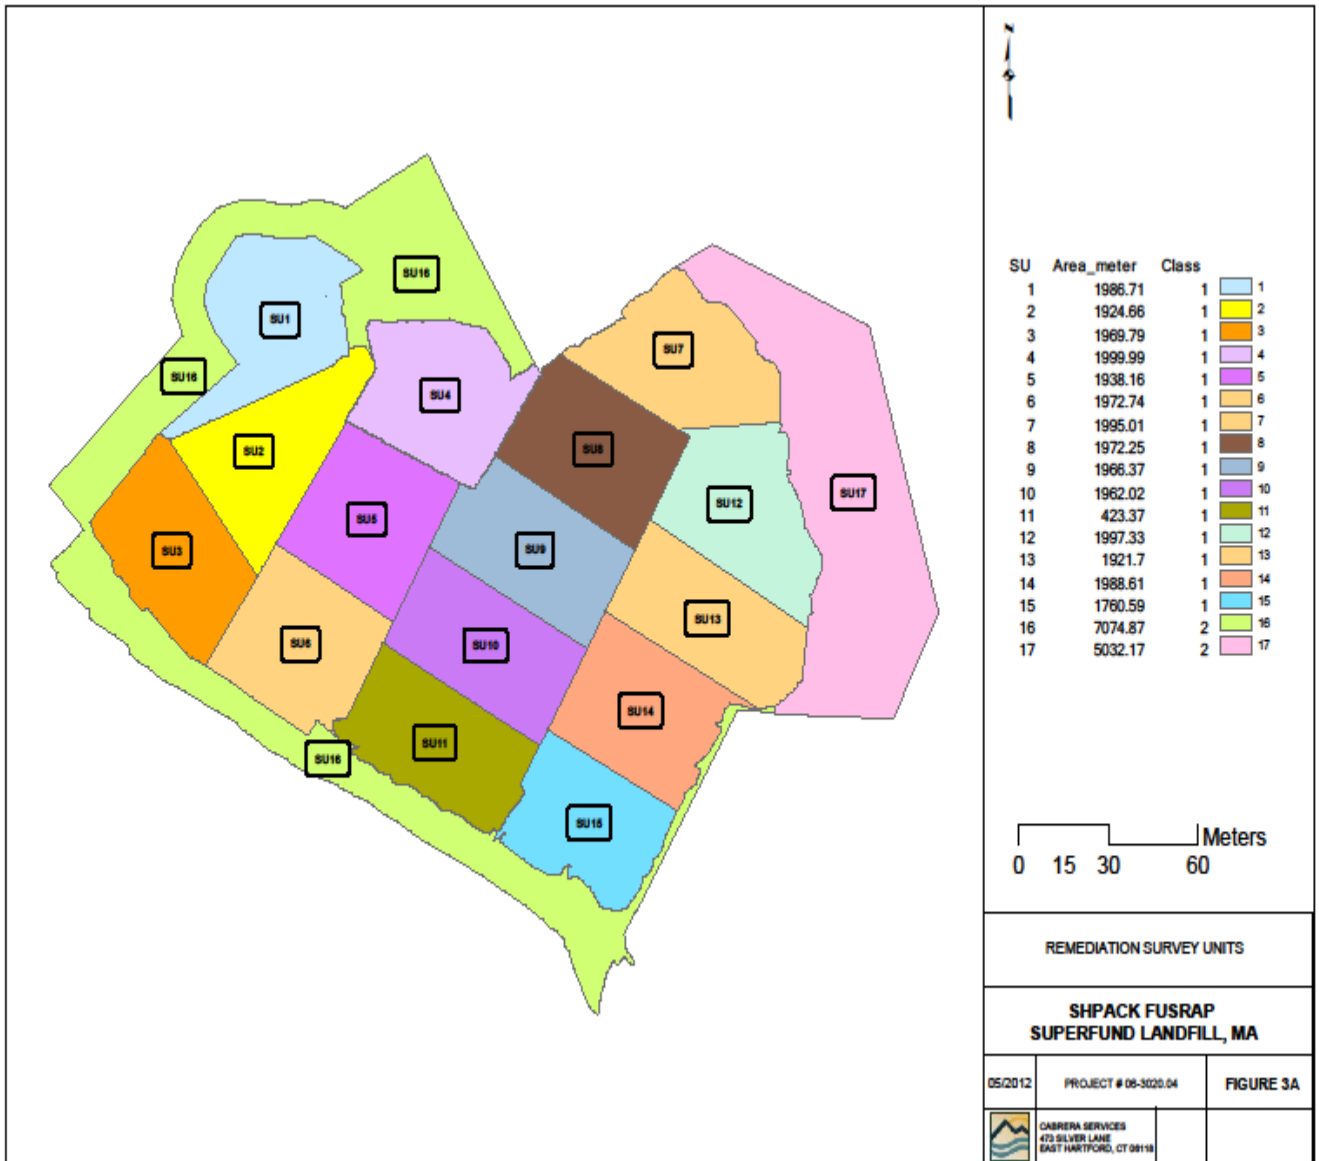 N
SU16
SU1
SU7
SU16
SU4
SU2
SU8
SU17
SU12
SU5
SU3
SU9
SU13
SU6
SU10
SU14
SU11
SU16
SU15
SU Area_meter Class
1 1986.71 1 1
2 1924.66 1 2
3 1969.79 1 3
4 1999.99 1 4
5 1938.16 1 5
6 1972.74 1 6
7 1995.01 1 7
8 1972.25 1 8
9 1966.37 1 9
10 1962.02 1 10
11 423.37 1 11
12 1997.33 1 12
13 1921.7 1 13
14 1988.61 1 14
15 1760.59 1 15
16 7074.87 2 16
17 5032.17 2 17
Meters
0 15 30 60
REMEDIATION SURVEY UNITS
SHPACK FUSRAP
SUPERFUND LANDFILL, MA
05/2012 PROJECT # 06-3020.04 FIGURE 3A
CABRERA SERVICES
473 SILVER LANE
EAST HARTFORD, CT 06118